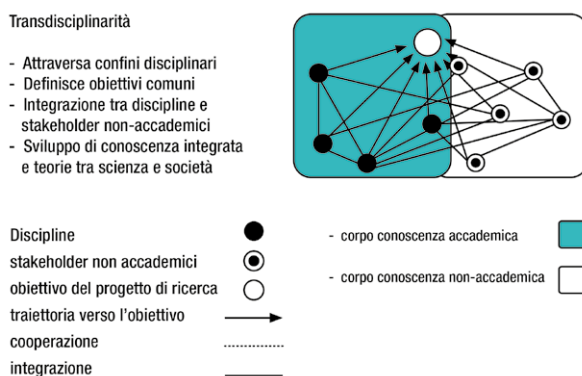 Transdisciplinarità
- Attraversa confini disciplinari
- Definisce obiettivi comuni
- Integrazione tra discipline e
stakeholder non-accademici
- Sviluppo di conoscenza integrata
e teorie tra scienza e società
Discipline
stakeholder non accademici
obiettivo del progetto di ricerca
traiettoria verso l'obiettivo
cooperazione
integrazione
- corpo conoscenza accademica
- corpo conoscenza non-accademica